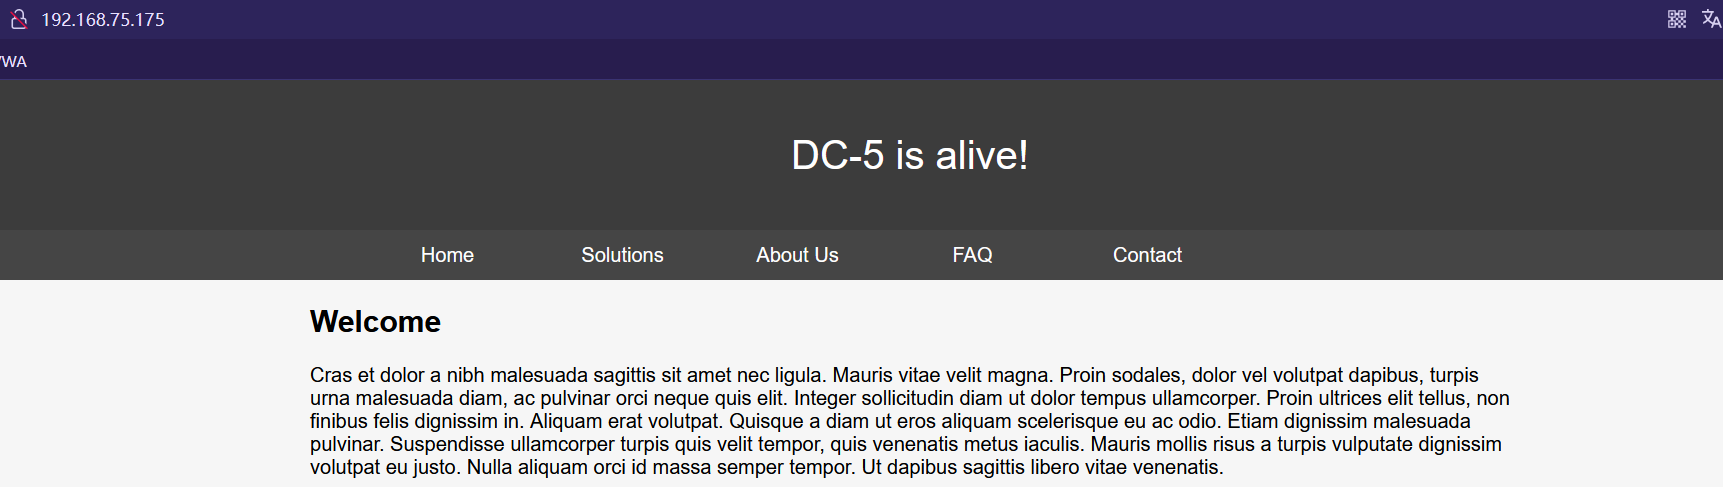 192.168.75.175
VWA
DC-5 is alive!
Home Solutions About Us FAQ Contact
Welcome
Cras et dolor a nibh malesuada sagittis sit amet nec ligula. Mauris vitae velit magna. Proin sodales, dolor vel volutpat dapibus, turpis
urna malesuada diam, ac pulvinar orci neque quis elit. Integer sollicitudin diam ut dolor tempus ullamcorper. Proin ultrices elit tellus, non
finibus felis dignissim in. Aliquam erat volutpat. Quisque a diam ut eros aliquam scelerisque eu ac odio. Etiam dignissim malesuada
pulvinar. Suspendisse ullamcorper turpis quis velit tempor, quis venenatis metus iaculis. Mauris mollis risus a turpis vulputate dignissim
volutpat eu justo. Nulla aliquam orci id massa semper tempor. Ut dapibus sagittis libero vitae venenatis.